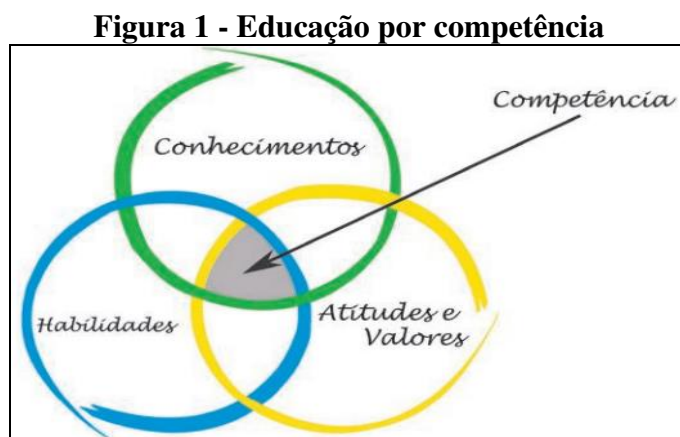 Figura 1 - Educação por competência
Competência
Conhecimentos
Habilidades
Atitudes e
Valores